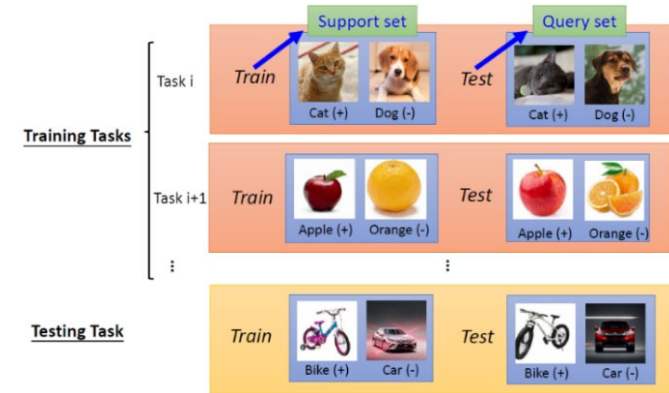 Support set
Query set
Task i
Train
Cat (+)
Dog (-)
Test
Cat (+)
Dog (-)
Training Tasks
Task i+1
Train
Apple (+)
Orange (-)
Test
Apple (+)
Orange (-)
⋮
⋮
Testing Task
Train
Bike (+)
Car (-)
Test
Bike (+)
Car (-)